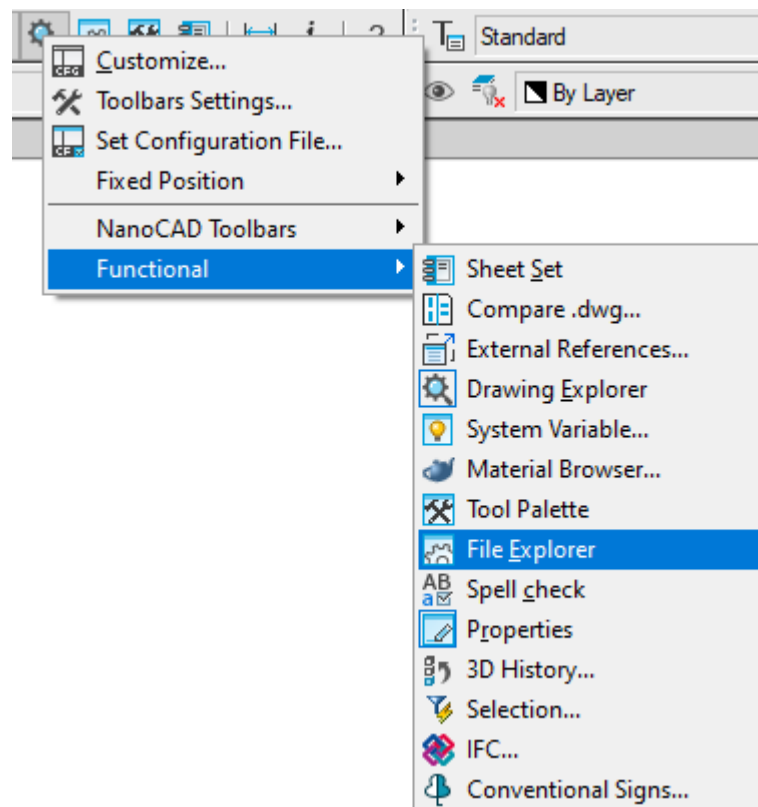 Standard
By Layer
Customize...
CFG
Toolbars Settings...
Set Configuration File...
Fixed Position
NanoCAD Toolbars
Functional
Sheet Set
Compare .dwg...
External References...
Drawing Explorer
System Variable...
Material Browser...
Tool Palette
File Explorer
Spell check
Properties
3D History...
Selection...
IFC...
Conventional Signs...